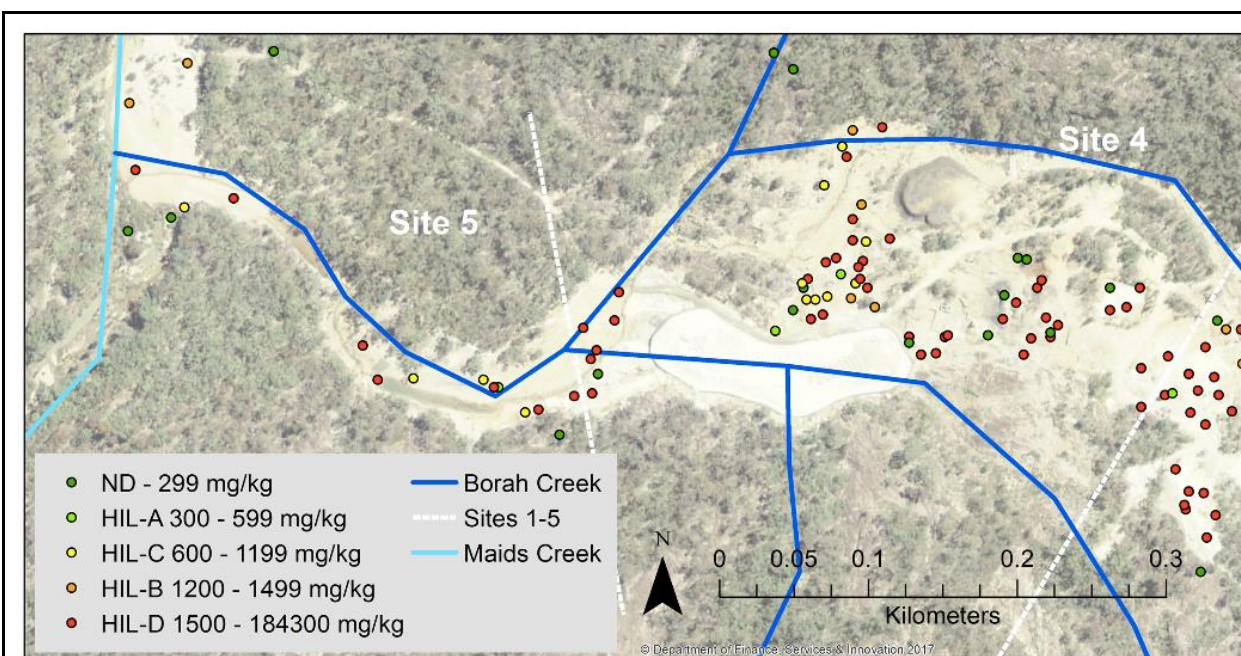 Site 4
Site 5
ND - 299 mg/kg
HIL-A 300 - 599 mg/kg
HIL-C 600 - 1199 mg/kg
HIL-B 1200 - 1499 mg/kg
HIL-D 1500 - 184300 mg/kg
Borah Creek
Sites 1-5
Maids Creek
N
0 0.05 0.1 0.2 0.3
Kilometers
© Department of Finance, Services & Innovation 2017